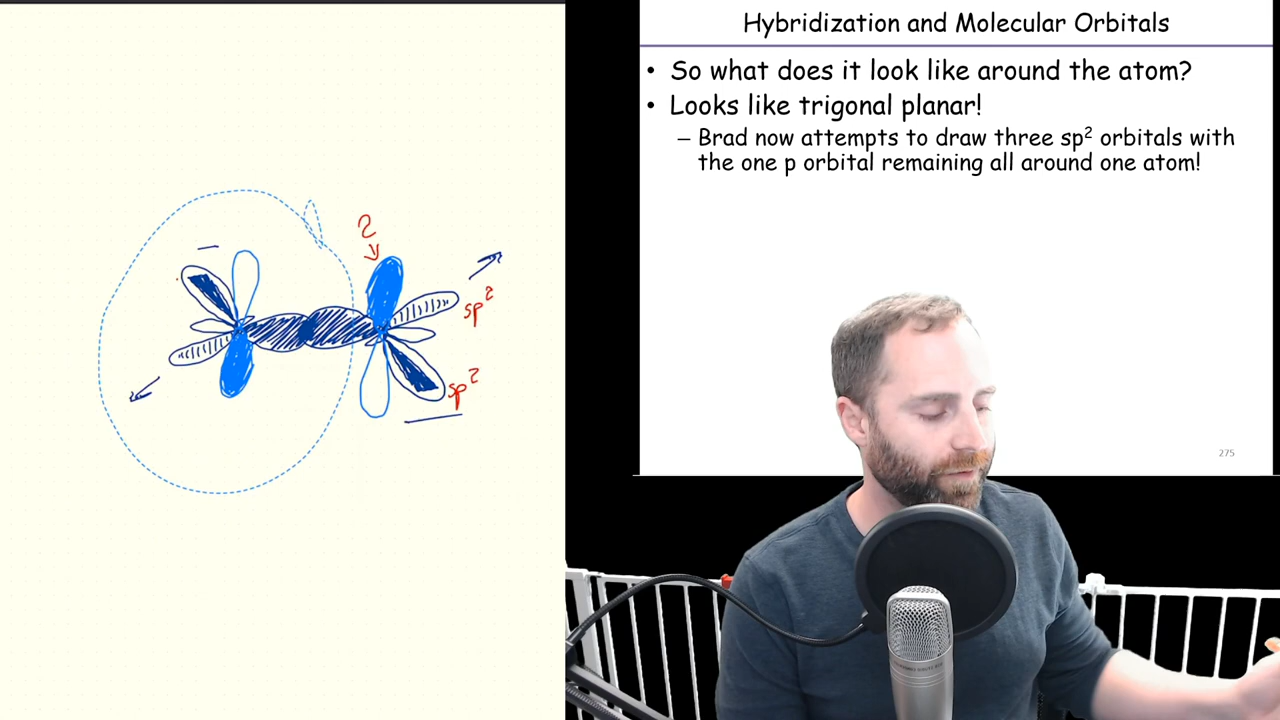 Hybridization and Molecular Orbitals
• So what does it look like around the atom?
• Looks like trigonal planar!
– Brad now attempts to draw three sp² orbitals with
the one p orbital remaining all around one atom!
275
2
sp²
sp²